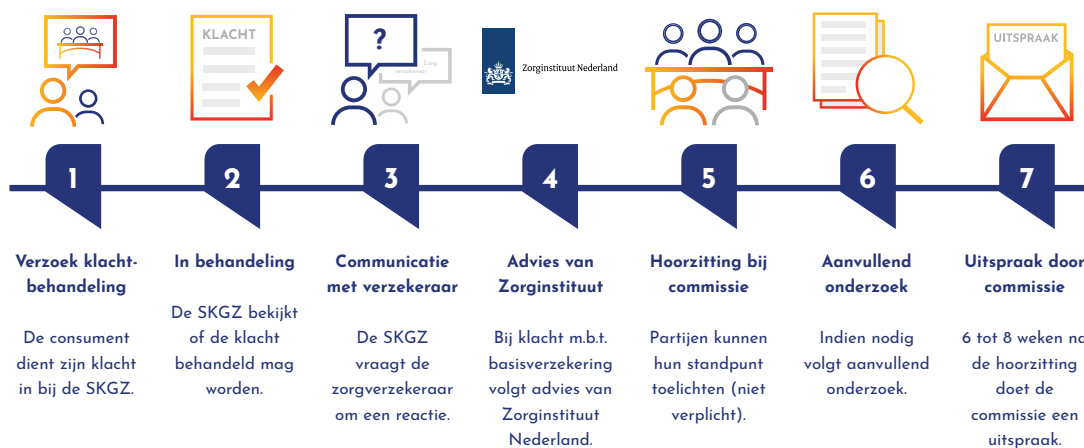 KLACHT
?
Zorg
verzekeraar
Zorginstituut Nederland
UITSPRAAK
1
2
3
4
5
6
7
Verzoek klacht-
behandeling
De consument
dient zijn klacht
in bij de SKGZ.
In behandeling
De SKGZ bekijkt
of de klacht
behandeld mag
worden.
Communicatie
met verzekeraar
De SKGZ
vraagt de
zorgverzekeraar
om een reactie.
Advies van
Zorginstituut
Bij klacht m.b.t.
basisverzekering
volgt advies van
Zorginstituut
Nederland.
Hoorzitting bij
commissie
Partijen kunnen
hun standpunt
toelichten (niet
verplicht).
Aanvullend
onderzoek
Indien nodig
volgt aanvullend
onderzoek.
Uitspraak door
commissie
6 tot 8 weken na
de hoorzitting
doet de
commissie een
uitspraak.